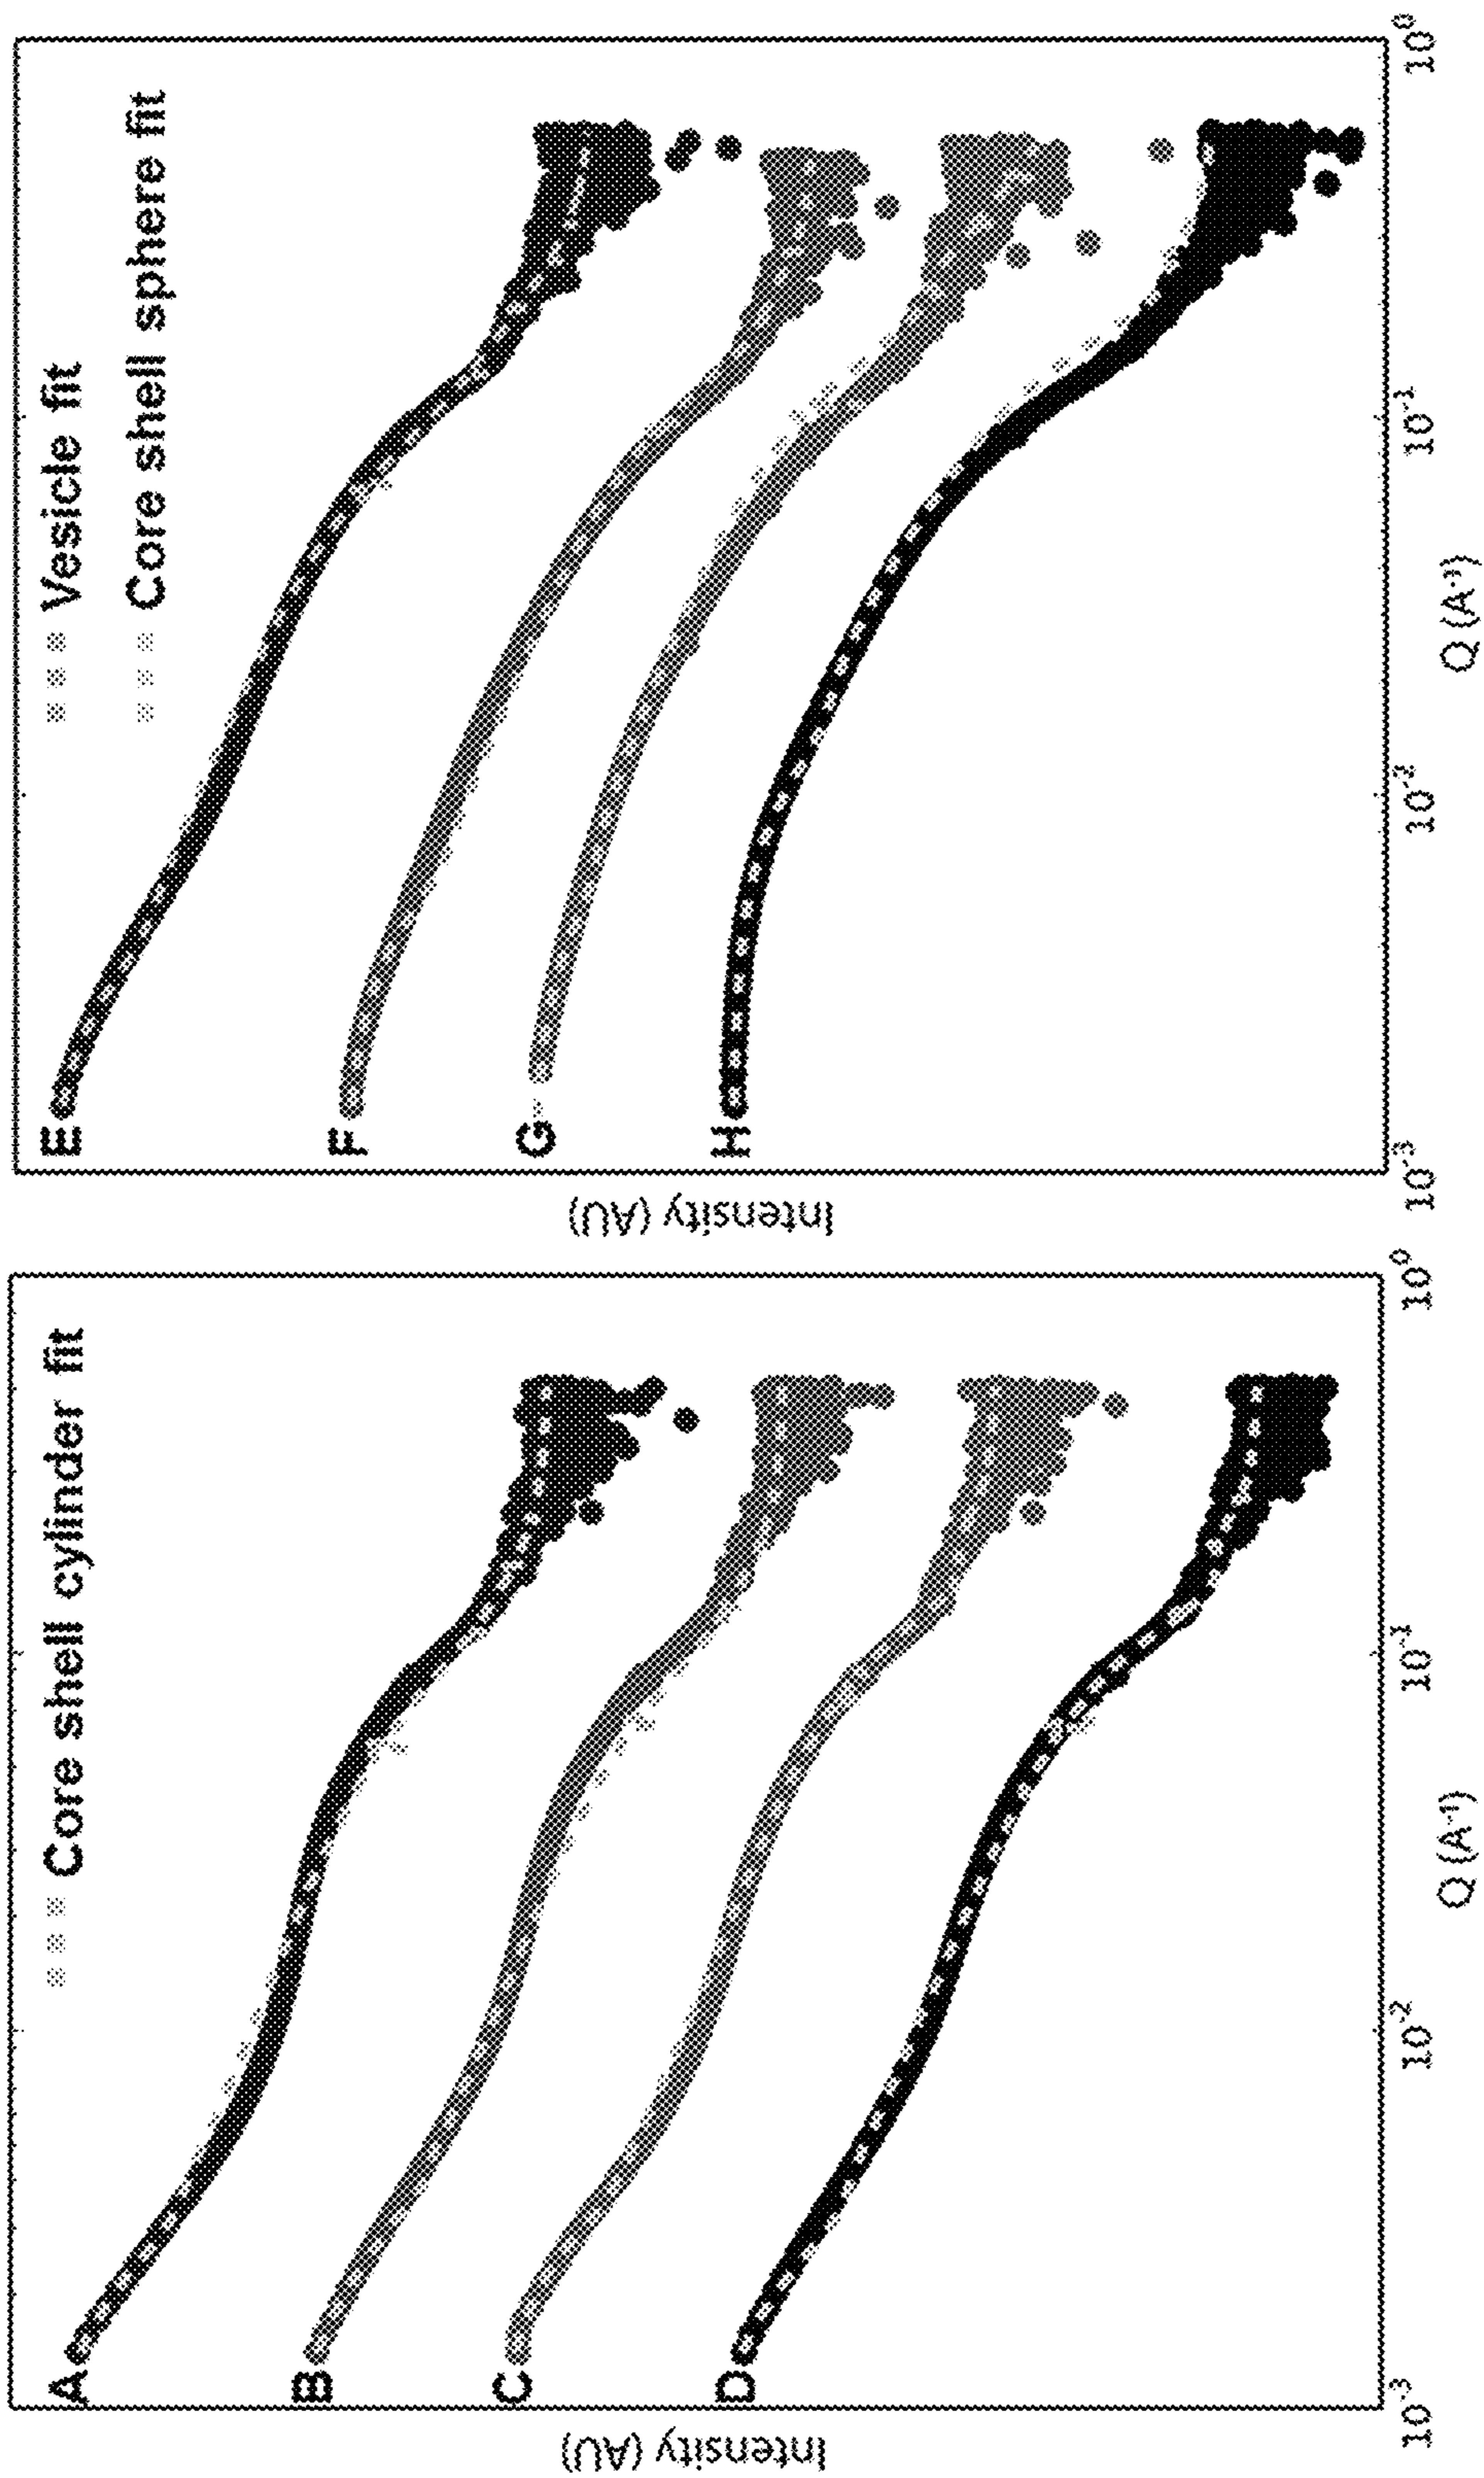 Core shell cylinder fit
A
B
C
D
Intensity (AU)
10⁻³
10⁻²
10⁻¹
10⁰
Q (A⁻¹)
Vesicle fit
Core shell sphere fit
E
F
G
H
Intensity (AU)
10⁻³
10⁻²
10⁻¹
10⁰
Q (A⁻¹)